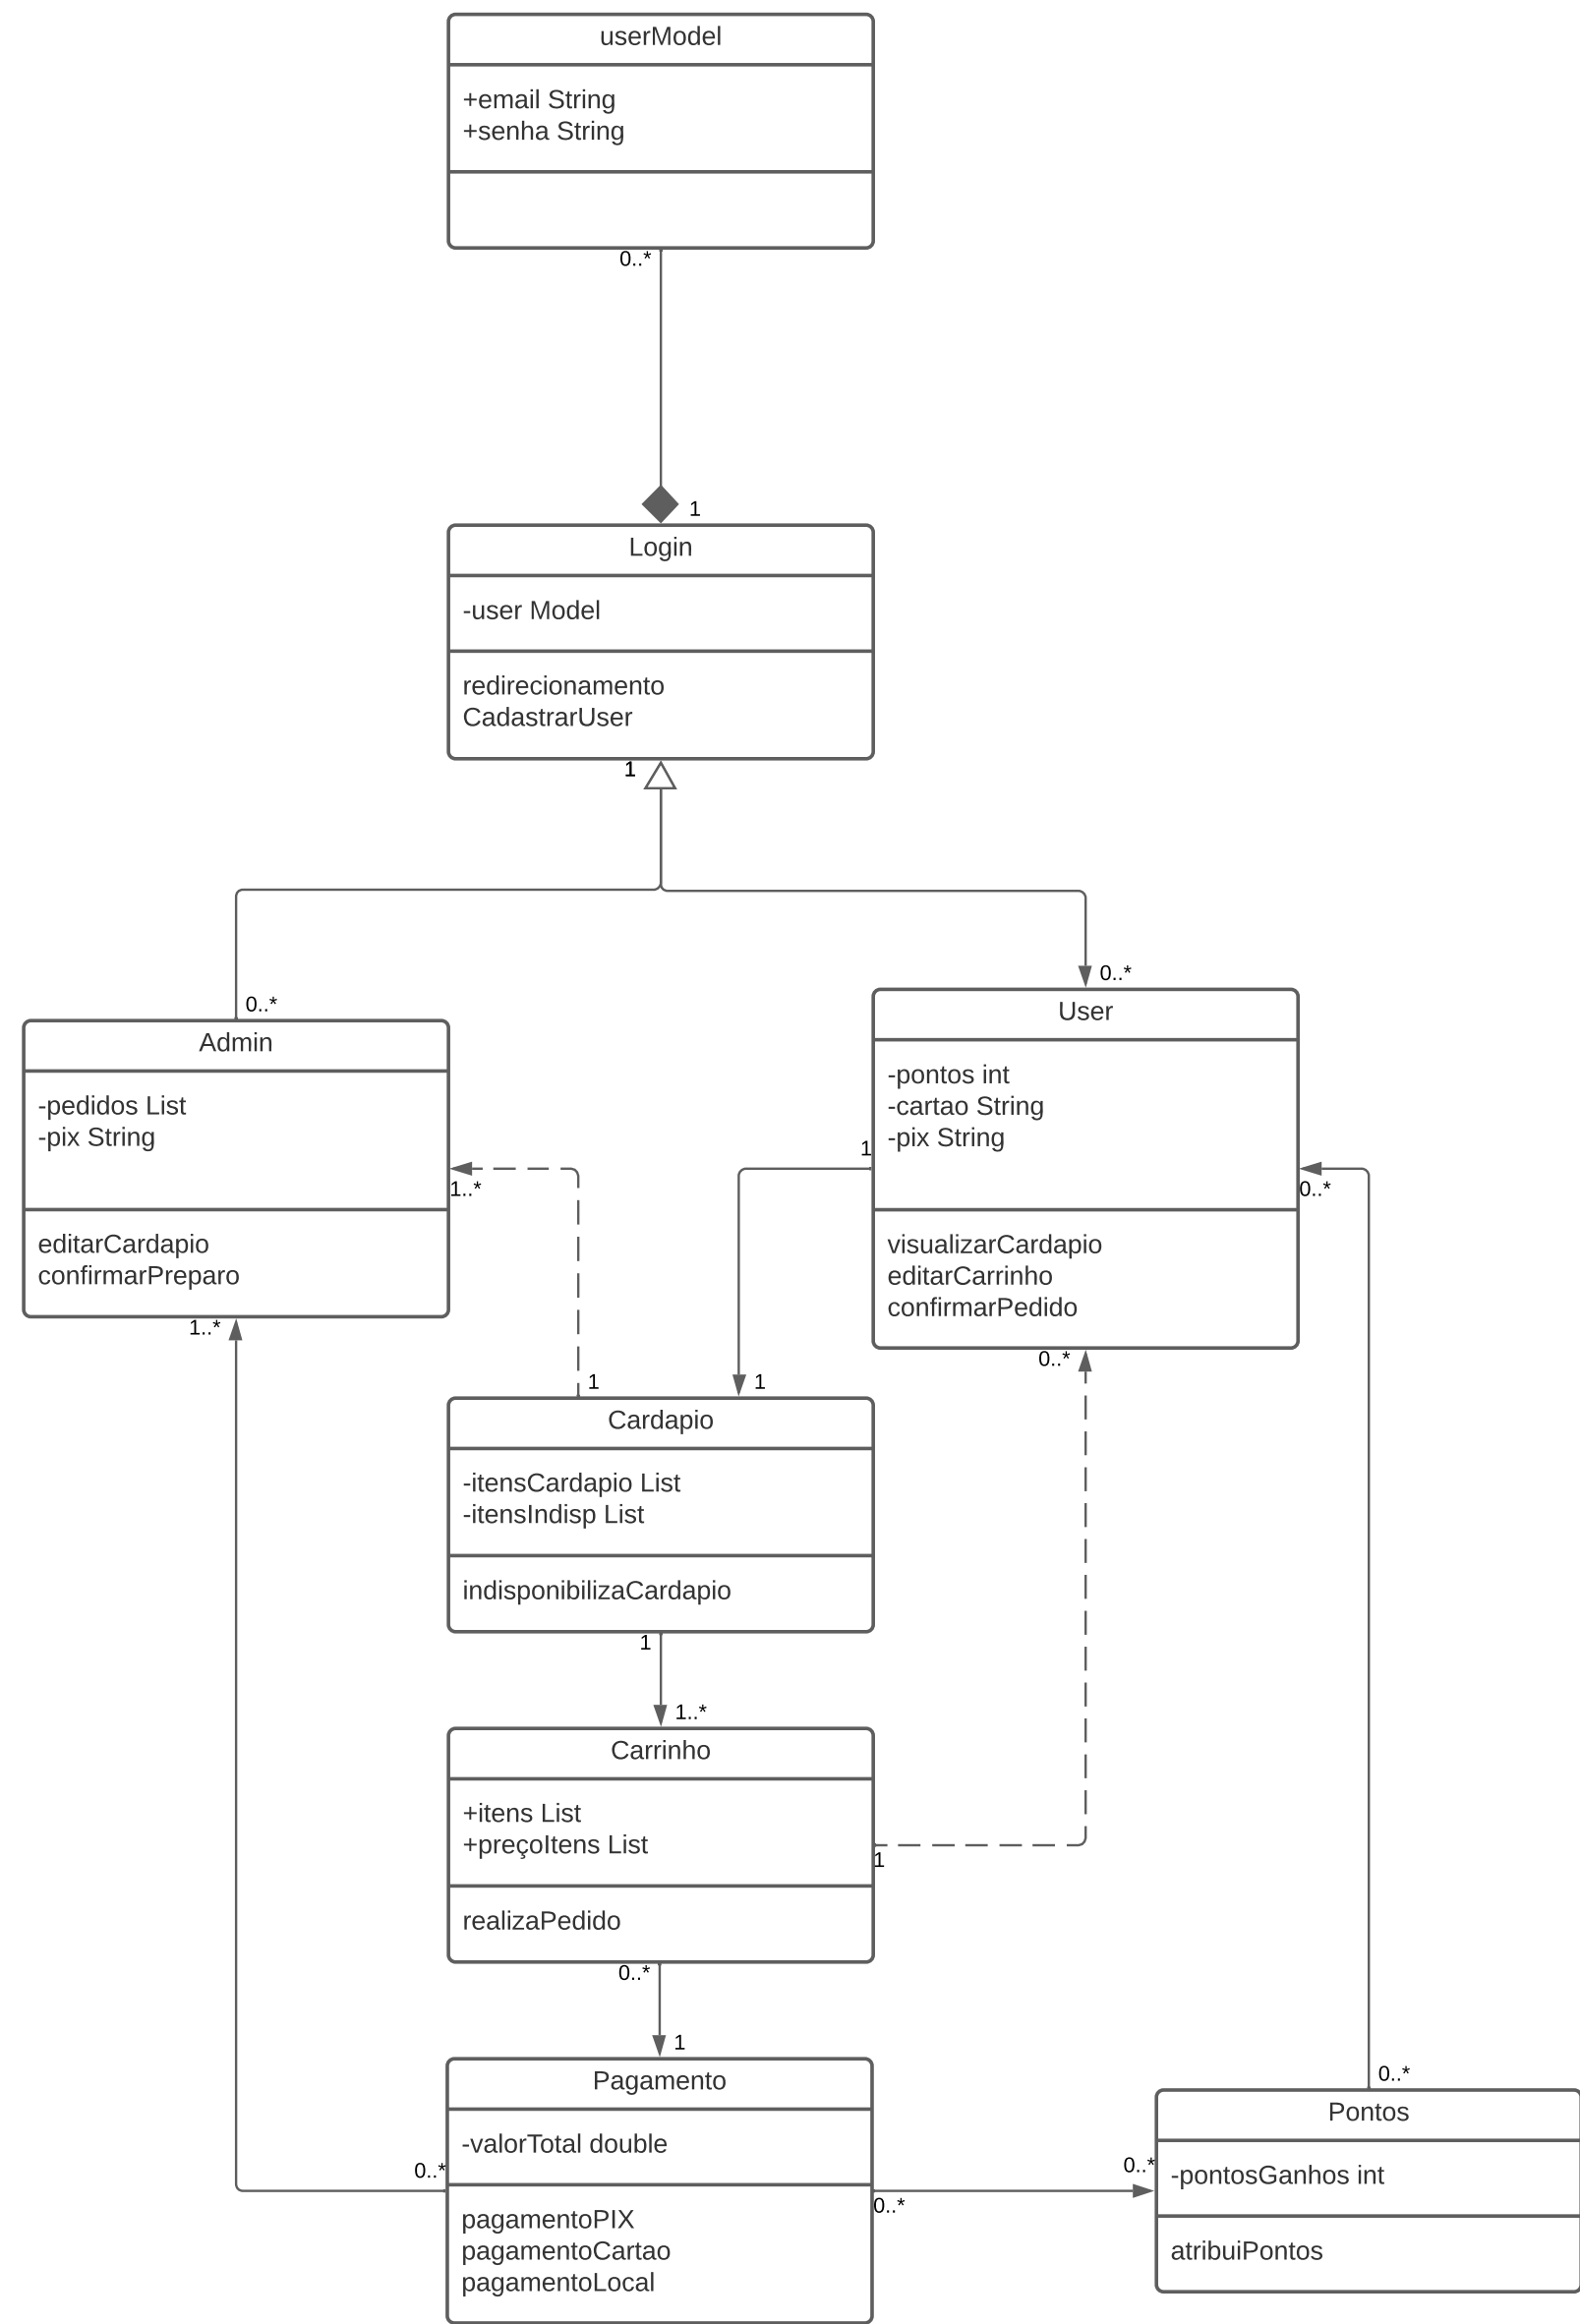 userModel
+email String
+senha String
0..*
1
Login
-user Model
redirecionamento
CadastrarUser
1
0..*
0..*
Admin
-pedidos List
-pix String
editarCardapio
confirmarPreparo
User
-pontos int
-cartao String
-pix String
visualizarCardapio
editarCarrinho
confirmarPedido
1..*
1
0..*
1..*
0..*
1
1
Cardapio
-itensCardapio List
-itensIndisp List
indisponibilizaCardapio
1
1..*
Carrinho
+itens List
+preçoItens List
realizaPedido
1
0..*
1
Pagamento
-valorTotal double
pagamentoPIX
pagamentoCartao
pagamentoLocal
0..*
0..*
0..*
0..*
Pontos
-pontosGanhos int
atribuiPontos